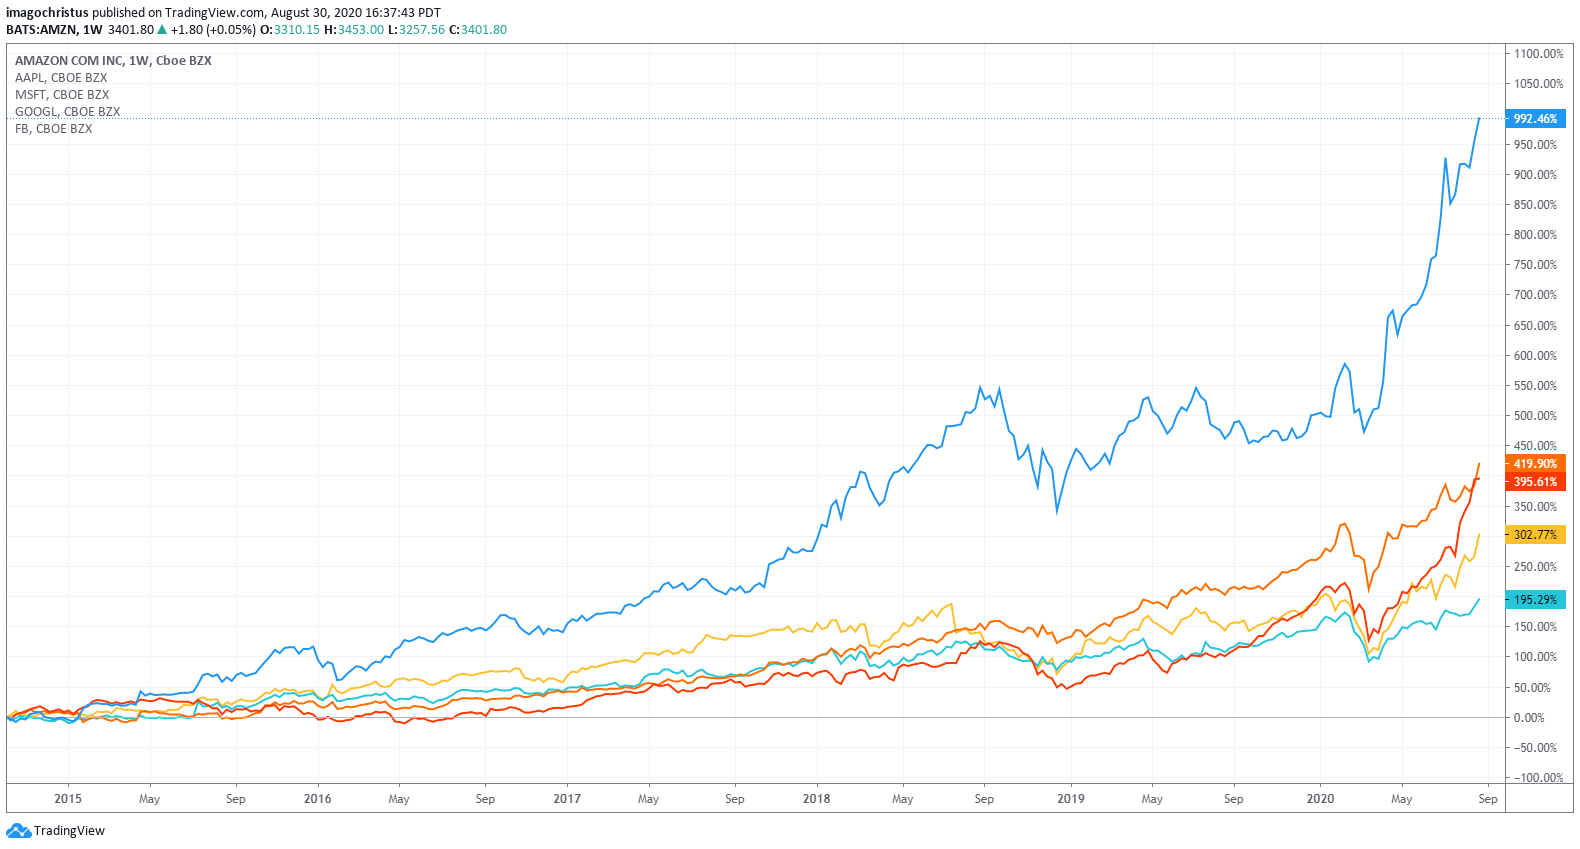 imagochristus published on TradingView.com, August 30, 2020 16:37:43 PDT
BATS:AMZN, 1W 3401.80 ▲ +1.80 (+0.05%) O:3310.15 H:3453.00 L:3257.56 C:3401.80
AMAZON COM INC, 1W, Cboe BZX
AAPL, CBOE BZX
MSFT, CBOE BZX
GOOGL, CBOE BZX
FB, CBOE BZX
1100.00%
1050.00%
992.46%
950.00%
900.00%
850.00%
800.00%
750.00%
700.00%
650.00%
600.00%
550.00%
500.00%
450.00%
419.90%
395.61%
350.00%
302.77%
250.00%
195.29%
150.00%
100.00%
50.00%
0.00%
−50.00%
−100.00%
2015 May Sep 2016 May Sep 2017 May Sep 2018 May Sep 2019 May Sep 2020 May Sep
TradingView